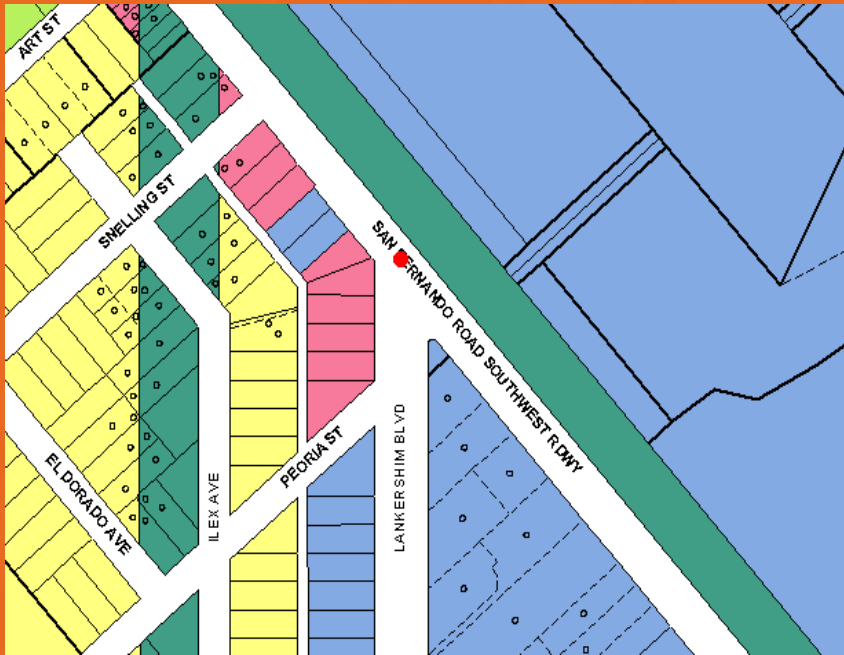 ART ST
SNELLING ST
SAN FERNANDO ROAD SOUTHWEST RDWY
PEORIA ST
LANKERSHIM BLVD
ILEX AVE
EL DORADO AVE